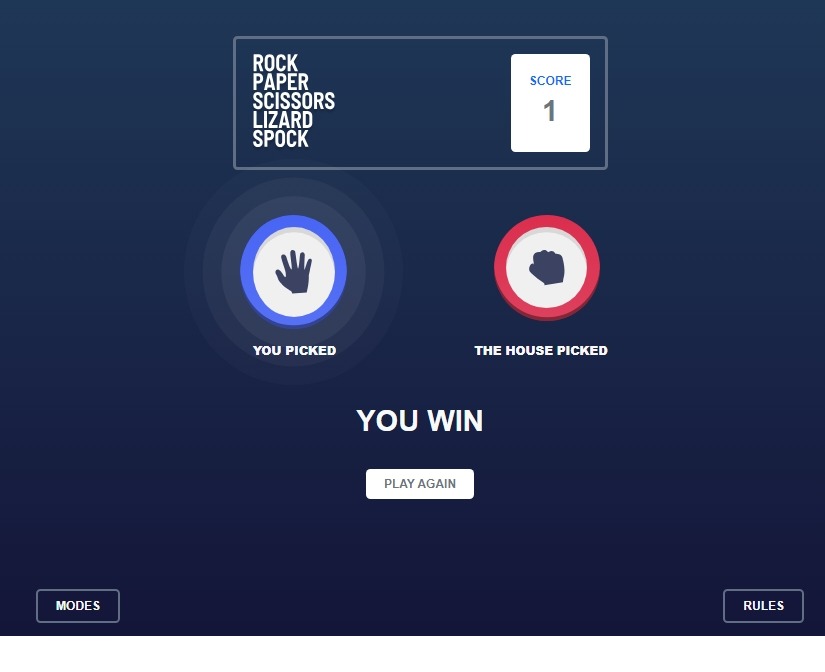 ROCK
PAPER
SCISSORS
LIZARD
SPOCK
SCORE
1
YOU PICKED
THE HOUSE PICKED
YOU WIN
PLAY AGAIN
MODES
RULES